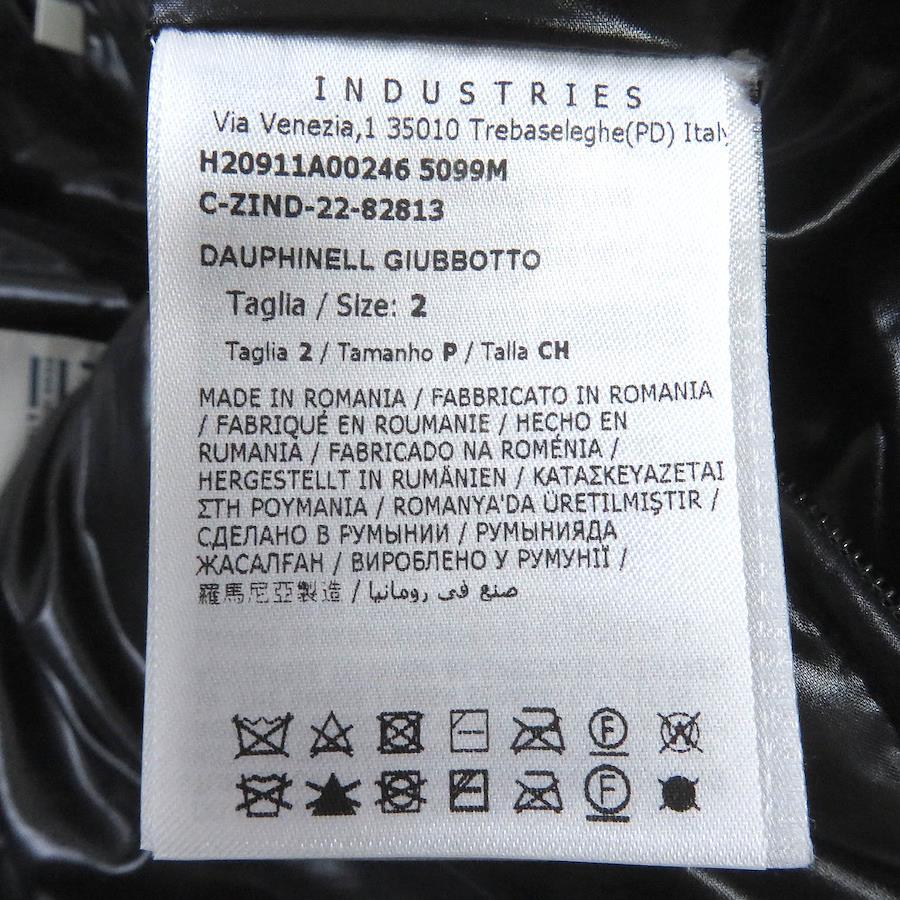 INDUSTRIES
Via Venezia,1 35010 Trebaseleghe(PD) Italy
H20911A00246 5099M
C-ZIND-22-82813
DAUPHINELL GIUBBOTTO
Taglia / Size: 2
Taglia 2 / Tamanho P / Talla CH
MADE IN ROMANIA / FABBRICATO IN ROMANIA
/ FABRIQUÉ EN ROUMANIE / HECHO EN
RUMANIA / FABRICADO NA ROMÉNIA /
HERGESTELLT IN RUMÄNIEN / ΚΑΤΑΣΚΕΥΑΖΕΤΑΙ
ΣΤΗ ΡΟΥΜΑΝΙΑ / ROMANYA'DA ÜRETILMIŞTIR /
СДЕЛАНО В РУМЫНИИ / РУМЫНИЯДА
ЖАСАЛҒАН / ВИРОБЛЕНО У РУМУНІЇ /
羅馬尼亞製造 / صنع في رومانيا
F W
F